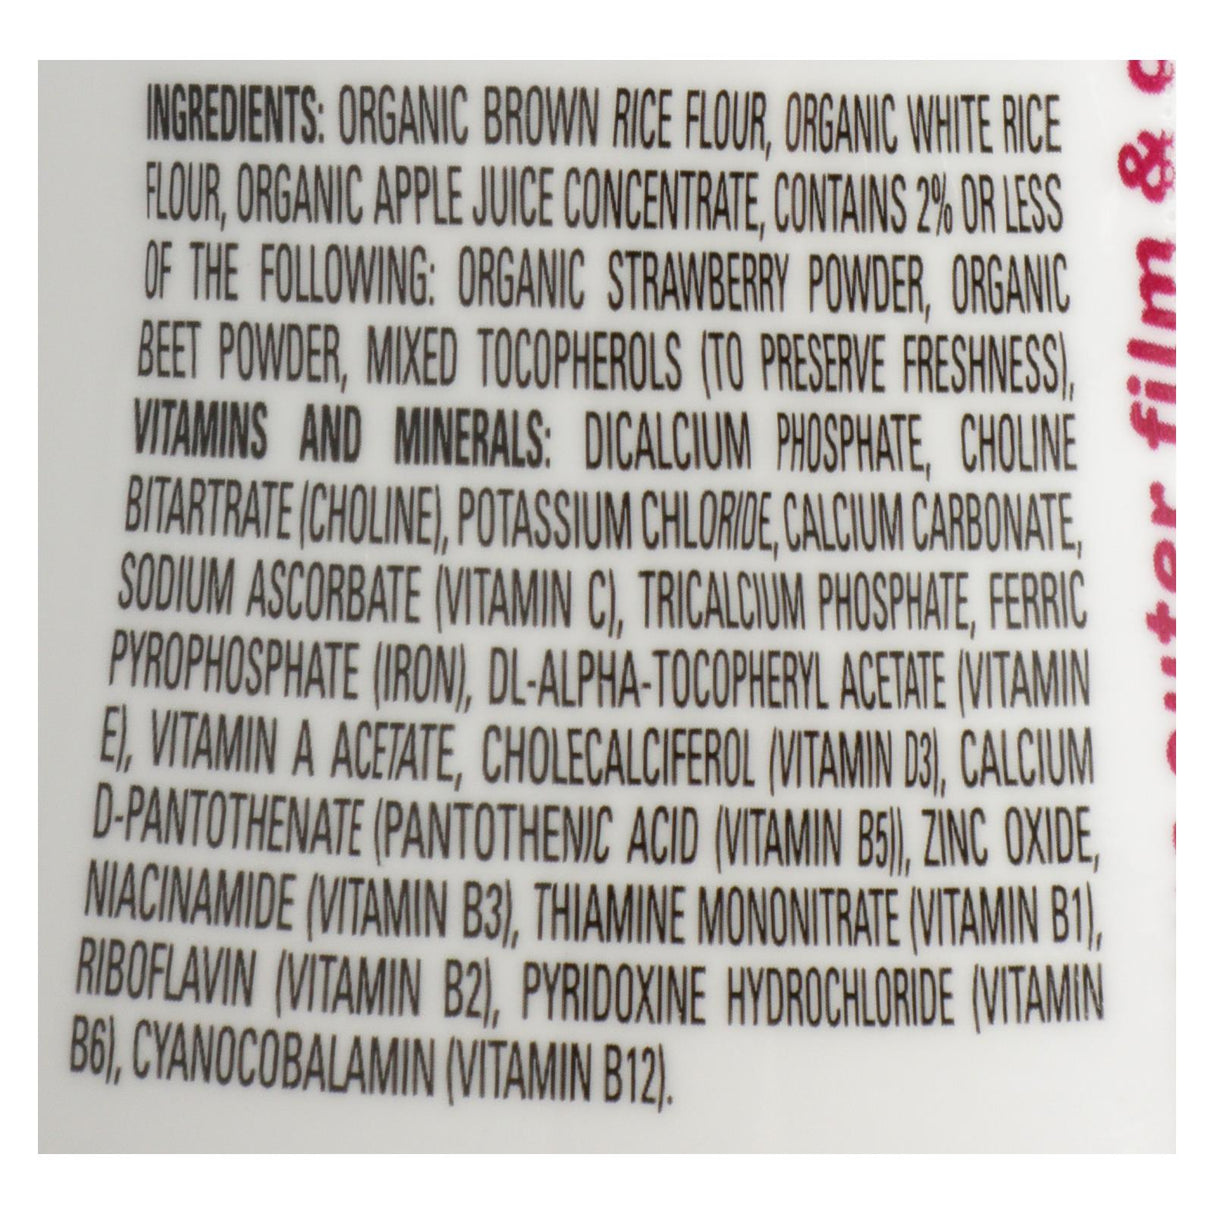 INGREDIENTS: ORGANIC BROWN RICE FLOUR, ORGANIC WHITE RICE
FLOUR, ORGANIC APPLE JUICE CONCENTRATE, CONTAINS 2% OR LESS
OF THE FOLLOWING: ORGANIC STRAWBERRY POWDER, ORGANIC
BEET POWDER, MIXED TOCOPHEROLS (TO PRESERVE FRESHNESS),
VITAMINS AND MINERALS: DICALCIUM PHOSPHATE, CHOLINE
BITARTRATE (CHOLINE), POTASSIUM CHLORIDE, CALCIUM CARBONATE,
SODIUM ASCORBATE (VITAMIN C), TRICALCIUM PHOSPHATE, FERRIC
PYROPHOSPHATE (IRON), DL-ALPHA-TOCOPHERYL ACETATE (VITAMIN
E), VITAMIN A ACETATE, CHOLECALCIFEROL (VITAMIN D3), CALCIUM
D-PANTOTHENATE (PANTOTHENIC ACID (VITAMIN B5)), ZINC OXIDE,
NIACINAMIDE (VITAMIN B3), THIAMINE MONONITRATE (VITAMIN B1),
RIBOFLAVIN (VITAMIN B2), PYRIDOXINE HYDROCHLORIDE (VITAMIN
B6), CYANOCOBALAMIN (VITAMIN B12).
film &